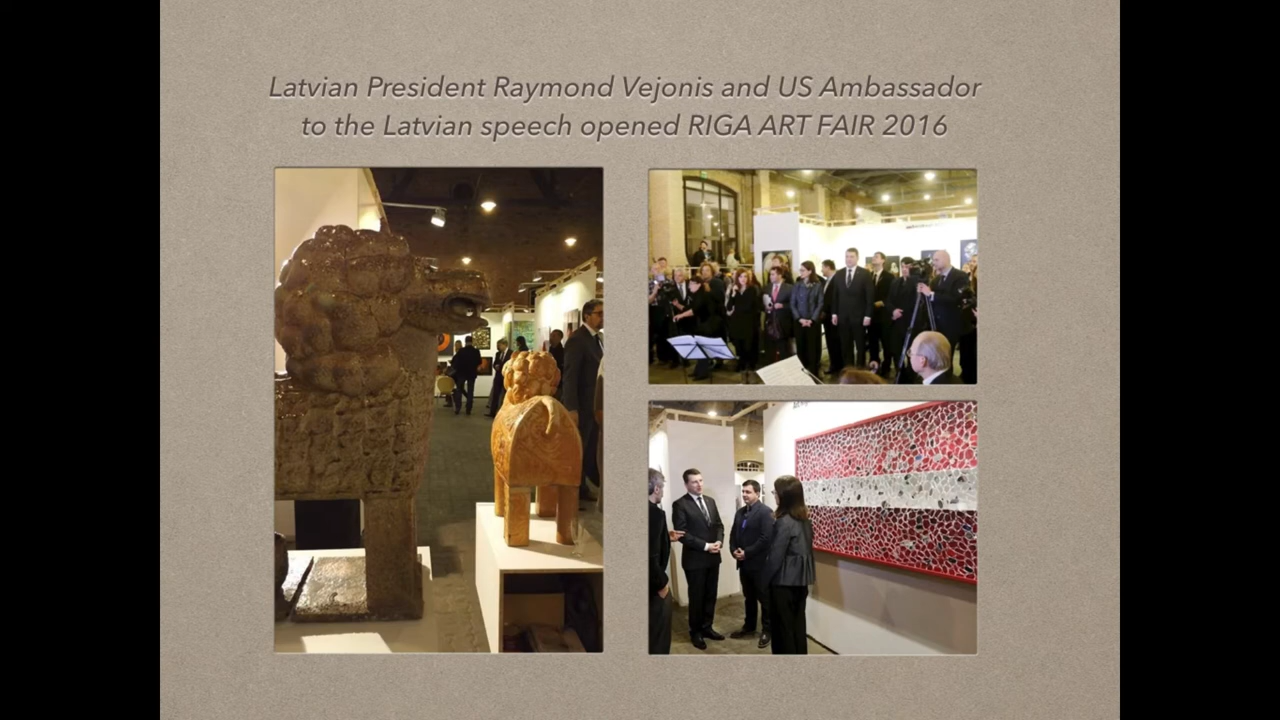 Latvian President Raymond Vejonis and US Ambassador
to the Latvian speech opened RIGA ART FAIR 2016